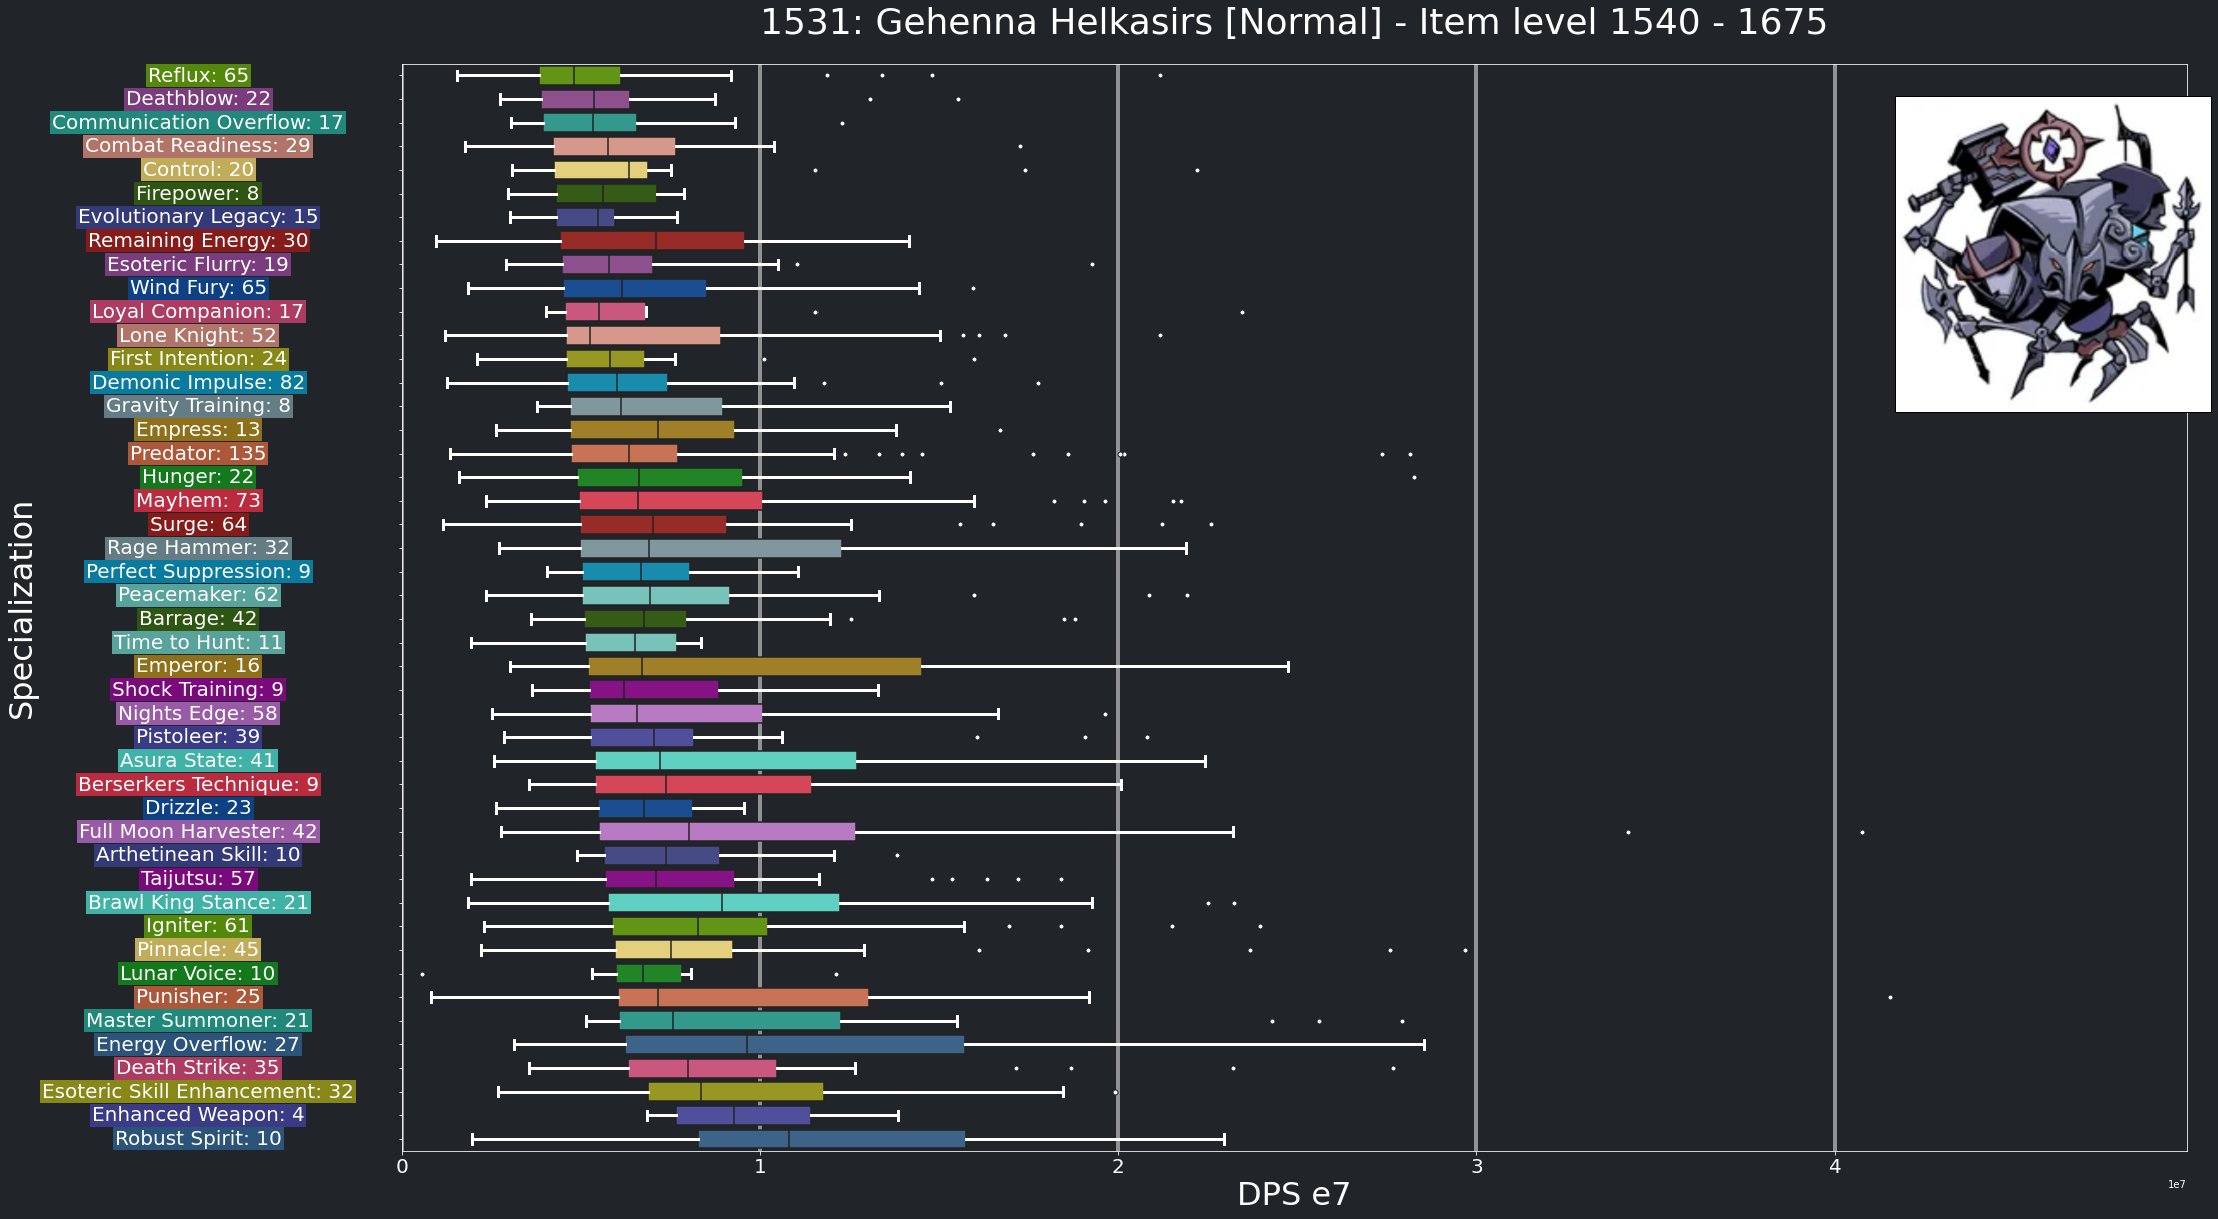 1531: Gehenna Helkasirs [Normal] - Item level 1540 - 1675
Reflux: 65
Deathblow: 22
Communication Overflow: 17
Combat Readiness: 29
Control: 20
Firepower: 8
Evolutionary Legacy: 15
Remaining Energy: 30
Esoteric Flurry: 19
Wind Fury: 65
Loyal Companion: 17
Lone Knight: 52
First Intention: 24
Demonic Impulse: 82
Gravity Training: 8
Empress: 13
Predator: 135
Hunger: 22
Mayhem: 73
Surge: 64
Rage Hammer: 32
Perfect Suppression: 9
Peacemaker: 62
Barrage: 42
Time to Hunt: 11
Emperor: 16
Shock Training: 9
Nights Edge: 58
Pistoleer: 39
Asura State: 41
Berserkers Technique: 9
Drizzle: 23
Full Moon Harvester: 42
Arthetinean Skill: 10
Taijutsu: 57
Brawl King Stance: 21
Igniter: 61
Pinnacle: 45
Lunar Voice: 10
Punisher: 25
Master Summoner: 21
Energy Overflow: 27
Death Strike: 35
Esoteric Skill Enhancement: 32
Enhanced Weapon: 4
Robust Spirit: 10
Specialization
0 1 2 3 4
DPS e7
1e7